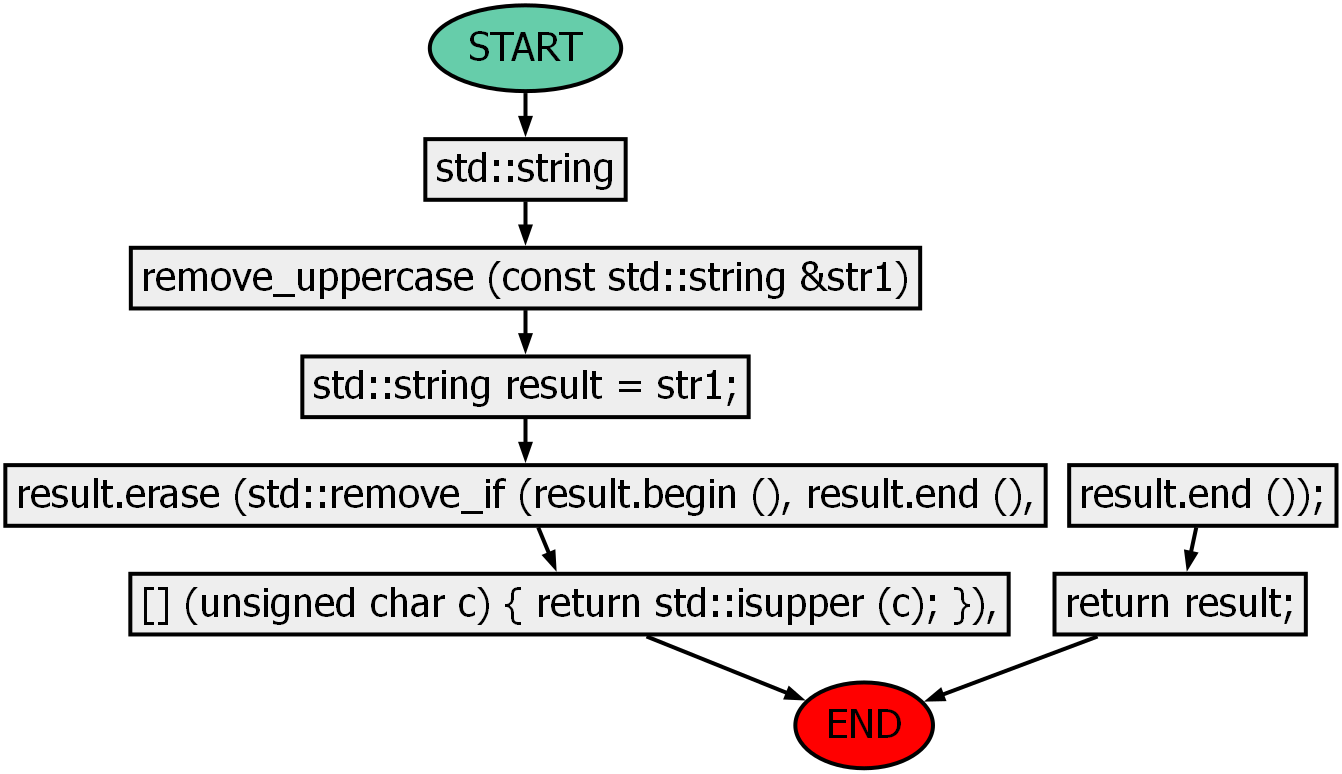 START
std::string
remove_uppercase (const std::string &str1)
std::string result = str1;
result.erase (std::remove_if (result.begin (), result.end (),
result.end ());
[] (unsigned char c) { return std::isupper (c); }),
return result;
END